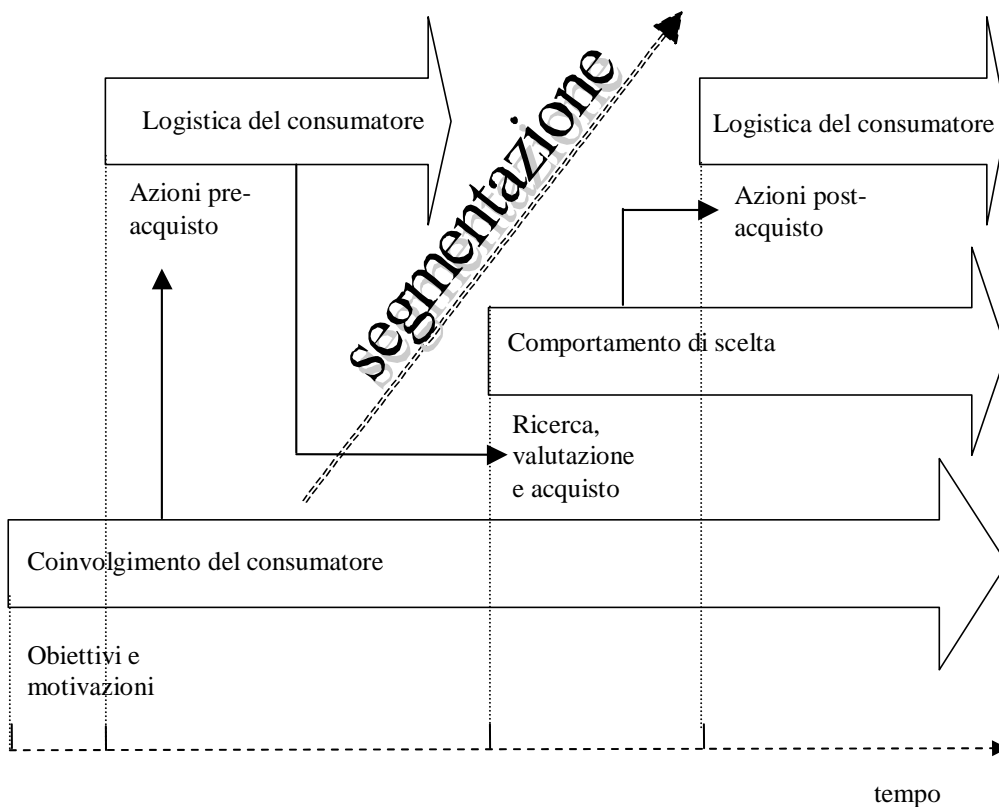 Logistica del consumatore
segmentazione
Logistica del consumatore
Azioni pre-
acquisto
Azioni post-
acquisto
Comportamento di scelta
Ricerca,
valutazione
e acquisto
Coinvolgimento del consumatore
Obiettivi e
motivazioni
tempo